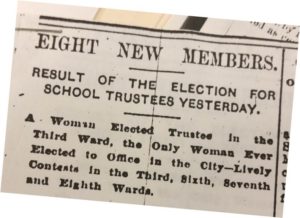 EIGHT NEW MEMBERS.
RESULT OF THE ELECTION FOR
SCHOOL TRUSTEES YESTERDAY.
A Woman Elected Trustee in the
Third Ward, the Only Woman Ever
Elected to Office in the City—Lively
Contests in the Third, Sixth, Seventh
and Eighth Wards.